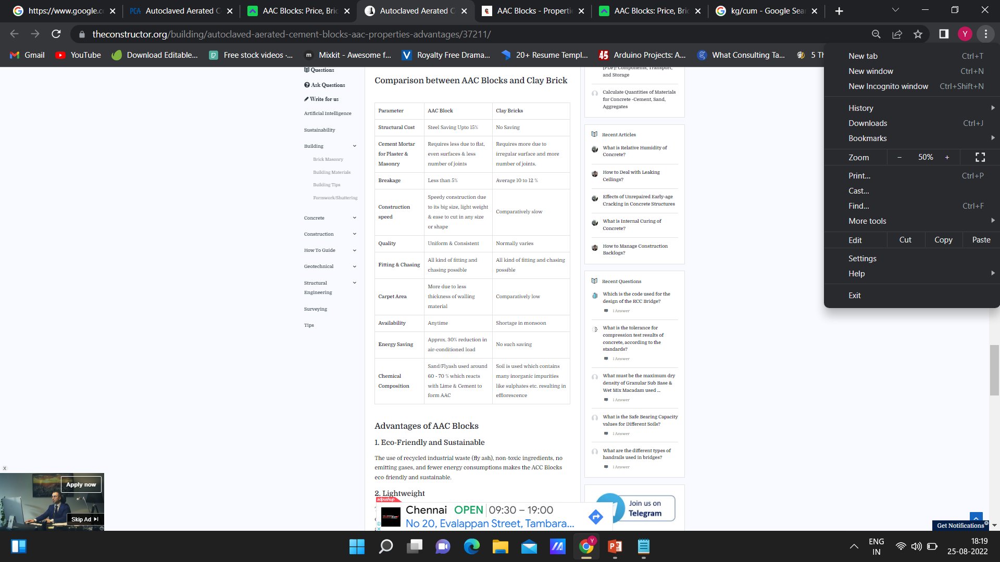 https://www.google.c
Autoclaved Aerated C
AAC Blocks: Price, Bric
Autoclaved Aerated C
AAC Blocks - Properti
AAC Blocks: Price, Bric
kg/cum - Google Sea
theconstructor.org/building/autoclaved-aerated-cement-blocks-aac-properties-advantages/37211/
Y
Gmail
YouTube
Download Editable...
Free stock videos ·...
Mixkit - Awesome f...
Royalty Free Drama...
20+ Resume Templ...
Arduino Projects: A...
What Consulting Ta...
5 Th
New tab Ctrl+T
New window Ctrl+N
New Incognito window Ctrl+Shift+N
History
Downloads Ctrl+J
Bookmarks
Zoom − 50% +
Print... Ctrl+P
Cast...
Find... Ctrl+F
More tools
Edit Cut Copy Paste
Settings
Help
Exit
Questions
Ask Questions
Write for us
Artificial Intelligence
Sustainability
Building
Brick Masonry
Building Materials
Building Tips
Formwork/Shuttering
Concrete
Construction
How To Guide
Geotechnical
Structural
Engineering
Surveying
Tips
Comparison between AAC Blocks and Clay Brick
Parameter AAC Block Clay Bricks
Structural Cost Steel Saving Upto 15% No Saving
Cement Mortar
for Plaster &
Masonry
Requires less due to flat,
even surfaces & less
number of joints
Requires more due to
irregular surface and more
number of joints.
Breakage Less than 5% Average 10 to 12 %
Construction
speed
Speedy construction due
to its big size, light weight
& ease to cut in any size
or shape
Comparatively slow
Quality Uniform & Consistent Normally varies
Fitting & Chasing
All kind of fitting and
chasing possible
All kind of fitting and chasing
possible
Carpet Area
More due to less
thickness of walling
material
Comparatively low
Availability Anytime Shortage in monsoon
Energy Saving
Approx. 30% reduction in
air-conditioned load
No such saving
Chemical
Composition
Sand/Flyash used around
60 - 70 % which reacts
with Lime & Cement to
form AAC
Soil is used which contains
many inorganic impurities
like sulphates etc. resulting in
efflorescence
Advantages of AAC Blocks
1. Eco-Friendly and Sustainable
The use of recycled industrial waste (fly ash), non-toxic ingredients, no
emitting gases, and fewer energy consumptions makes the ACC Blocks
eco-friendly and sustainable.
2. Lightweight
[PDF]: Components, Transport,
and Storage
Calculate Quantities of Materials
for Concrete -Cement, Sand,
Aggregates
Recent Articles
What is Relative Humidity of
Concrete?
How to Deal with Leaking
Ceilings?
Effects of Unrepaired Early-age
Cracking in Concrete Structures
What is Internal Curing of
Concrete?
How to Manage Construction
Backlogs?
Recent Questions
Which is the code used for the
design of the RCC Bridge?
1 Answer
What is the tolerance for
compression test results of
concrete, according to the
standards?
1 Answer
What must be the maximum dry
density of Granular Sub Base &
Wet Mix Macadam used ...
1 Answer
What is the Safe Bearing Capacity
values for Different Soils?
1 Answer
What are the different types of
handrails used in bridges?
1 Answer
Join us on
Telegram
x
Apply now
Skip Ad
adpushup
Chennai OPEN 09:30 – 19:00
No 20, Evalappan Street, Tambara...
Get Notifications
ENG
IN
18:19
25-08-2022